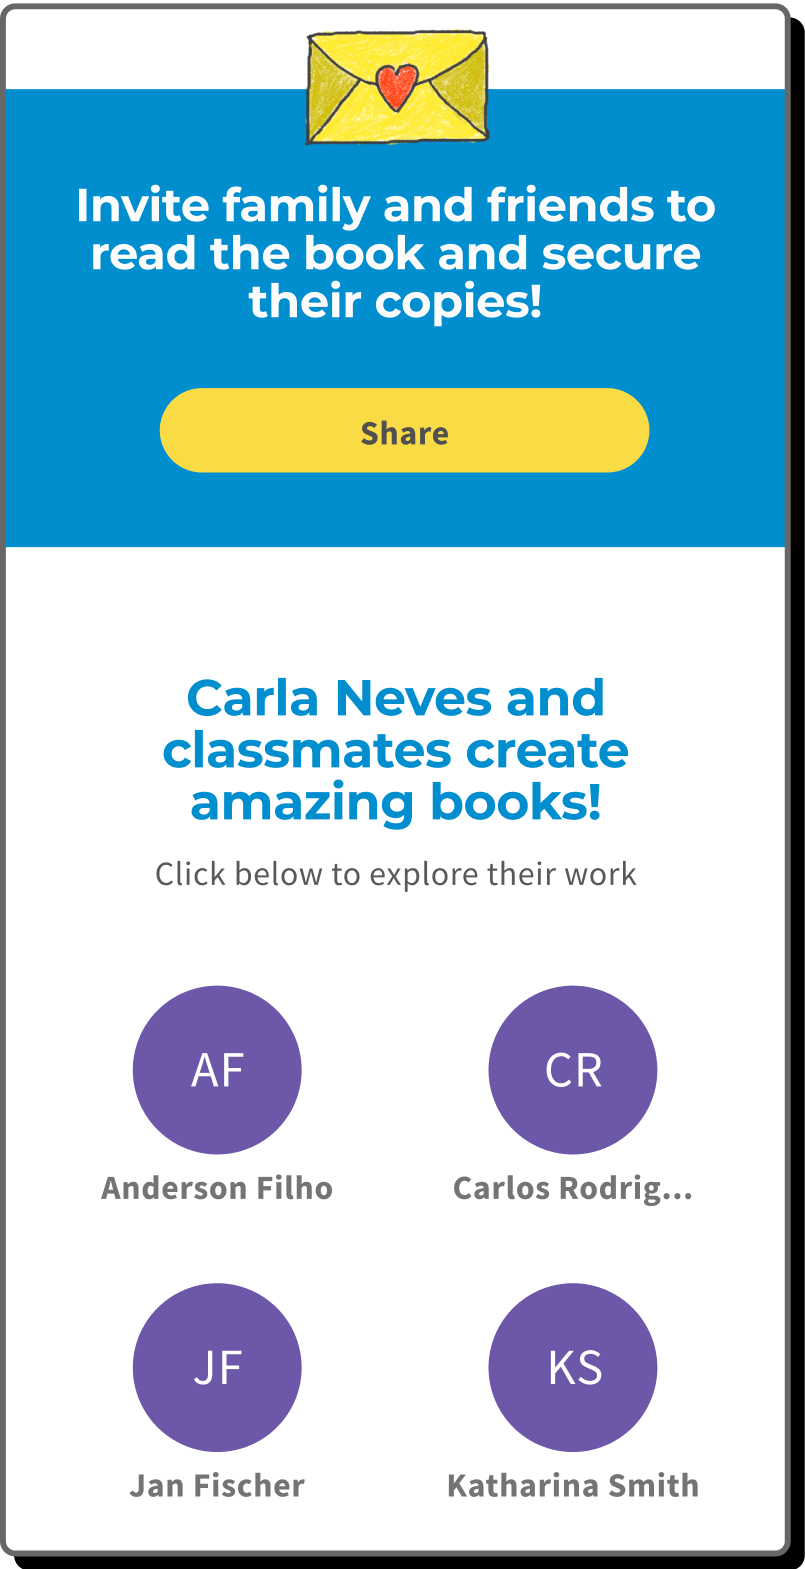 Invite family and friends to
read the book and secure
their copies!
Share
Carla Neves and
classmates create
amazing books!
Click below to explore their work
AF
CR
Anderson Filho
Carlos Rodrig...
JF
KS
Jan Fischer
Katharina Smith